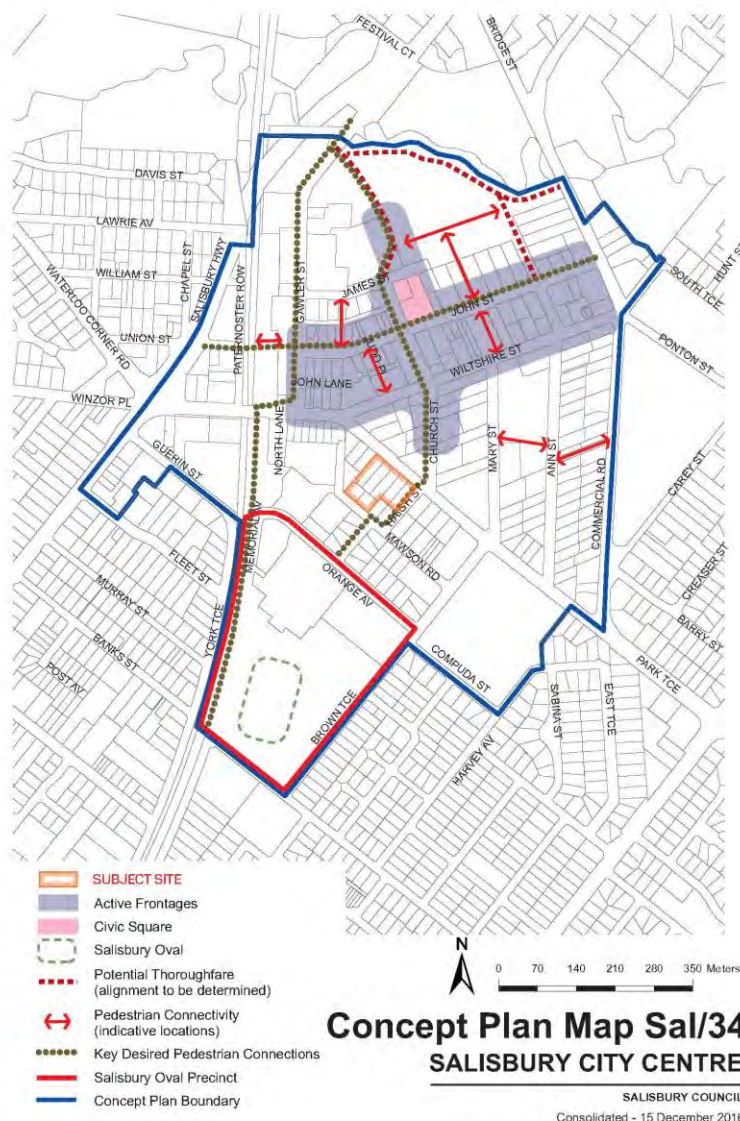 FESTIVAL CT
BRIDGE ST
DAVIS ST
LAWRIE AV
WILLIAM ST
CHAPEL ST
SALISBURY HWY
WATERLOO CORNER RD
UNION ST
PATERNOSTER ROW
GAWLER ST
JAMES ST
JOHN ST
SOUTH TCE
HUNT ST
PONTON ST
WINZOR PL
JOHN LANE
WILTSHIRE ST
CHURCH ST
NORTH LANE
GUERIN ST
MARY ST
ANN ST
COMMERCIAL RD
CAREY ST
CREASER ST
BARRY ST
MAWSON RD
MEMORIAL AV
ORANGE AV
FLEET ST
MURRAY ST
BANKS ST
POST AV
YORK TCE
BROWN TCE
COMPUDA ST
PARK TCE
SABINA ST
EAST TCE
HARVEY AV
SUBJECT SITE
Active Frontages
Civic Square
Salisbury Oval
Potential Thoroughfare
(alignment to be determined)
Pedestrian Connectivity
(indicative locations)
Key Desired Pedestrian Connections
Salisbury Oval Precinct
Concept Plan Boundary
N
0 70 140 210 280 350 Meters
Concept Plan Map Sal/34
SALISBURY CITY CENTRE
SALISBURY COUNCIL
Consolidated - 15 December 2016